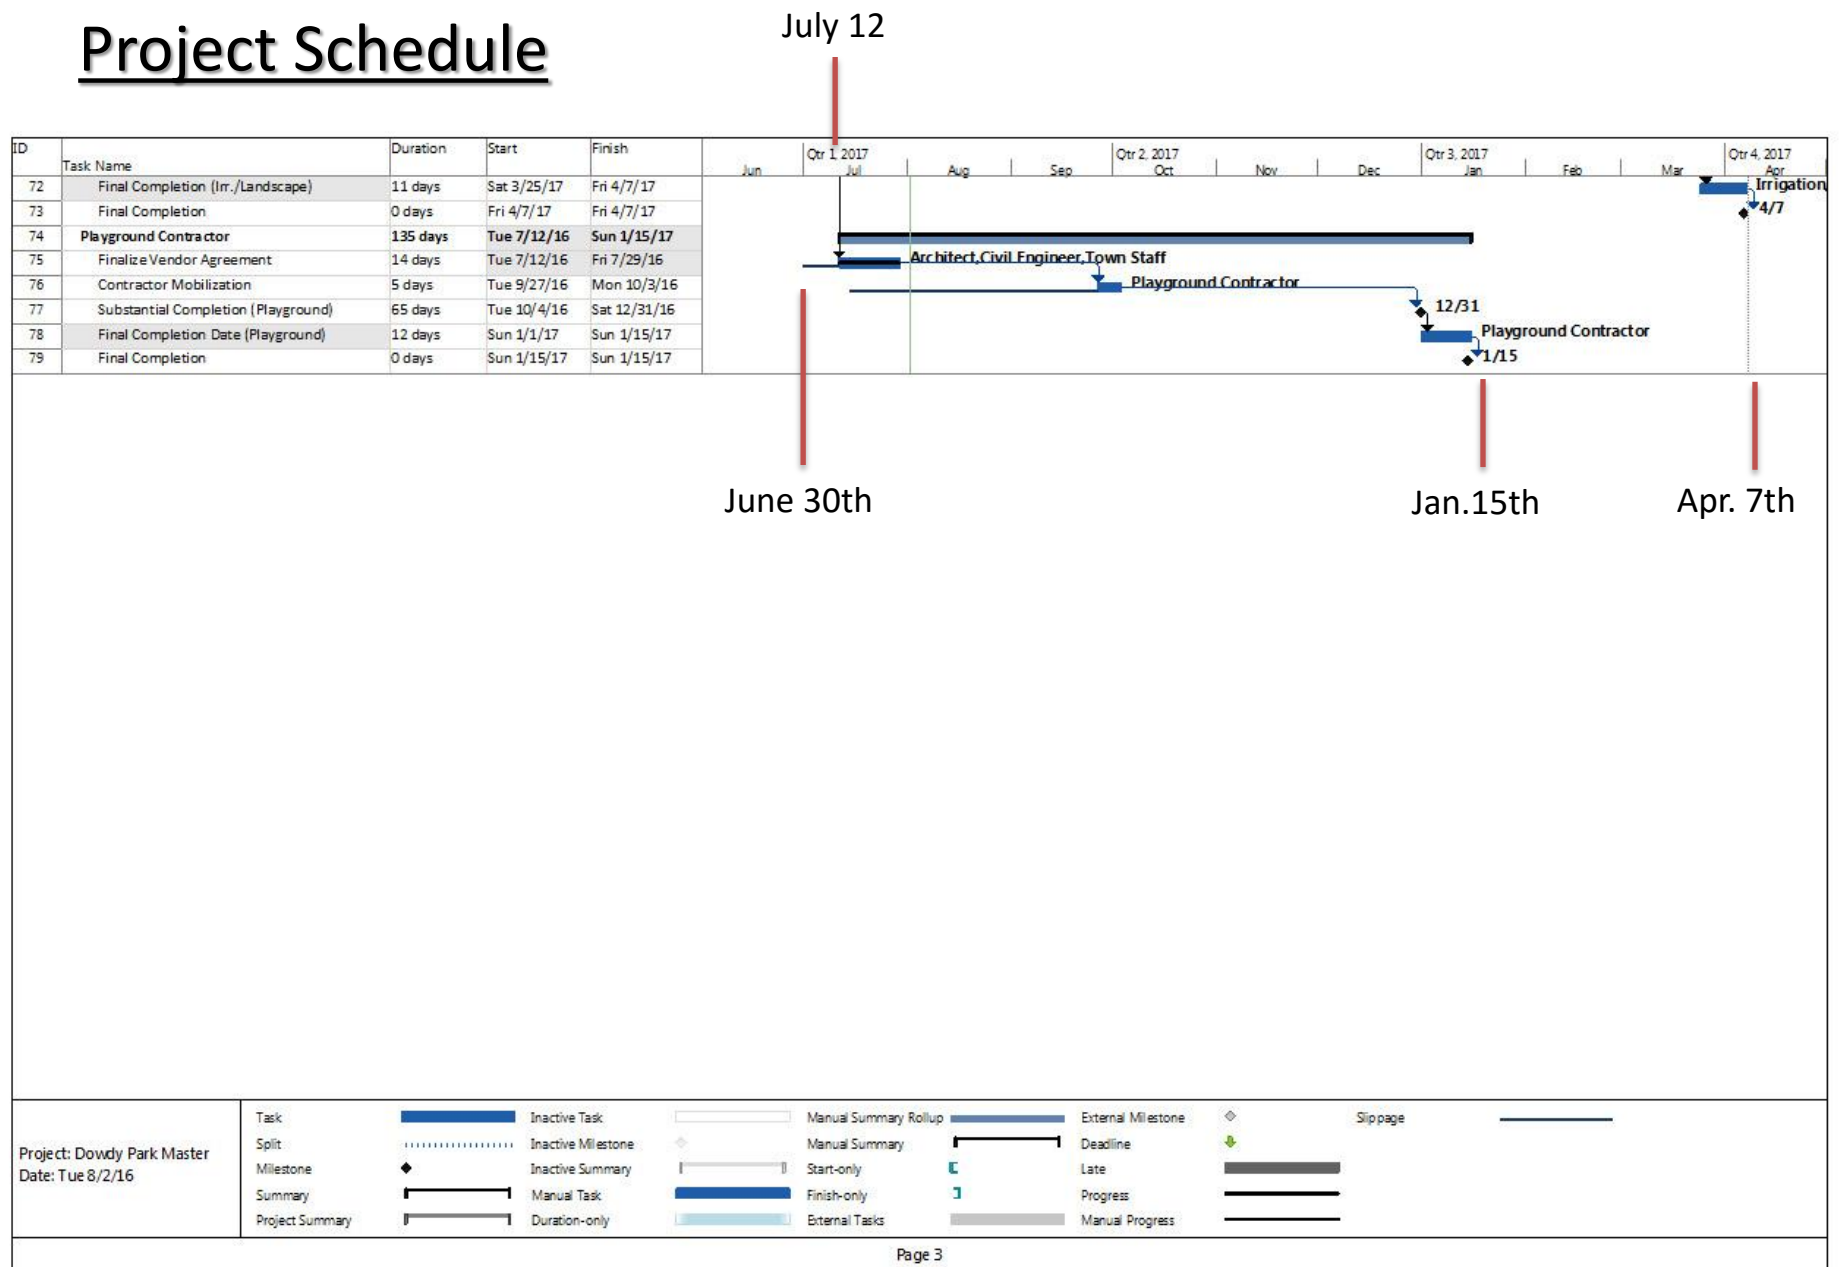 Project Schedule
July 12
ID Task Name Duration Start Finish
Qtr 1, 2017 Qtr 2, 2017 Qtr 3, 2017 Qtr 4, 2017
Jun Jul Aug Sep Oct Nov Dec Jan Feb Mar Apr
72 Final Completion (Irr./Landscape) 11 days Sat 3/25/17 Fri 4/7/17 Irrigation,
73 Final Completion 0 days Fri 4/7/17 Fri 4/7/17 4/7
74 Playground Contractor 135 days Tue 7/12/16 Sun 1/15/17
75 Finalize Vendor Agreement 14 days Tue 7/12/16 Fri 7/29/16 Architect,Civil Engineer,Town Staff
76 Contractor Mobilization 5 days Tue 9/27/16 Mon 10/3/16 Playground Contractor
77 Substantial Completion (Playground) 65 days Tue 10/4/16 Sat 12/31/16 12/31
78 Final Completion Date (Playground) 12 days Sun 1/1/17 Sun 1/15/17 Playground Contractor
79 Final Completion 0 days Sun 1/15/17 Sun 1/15/17 1/15
June 30th Jan.15th Apr. 7th
Project: Dowdy Park Master
Date: Tue 8/2/16
Task Inactive Task Manual Summary Rollup External Milestone Slippage
Split Inactive Milestone Manual Summary Deadline
Milestone Inactive Summary Start-only Late
Summary Manual Task Finish-only Progress
Project Summary Duration-only External Tasks Manual Progress
Page 3